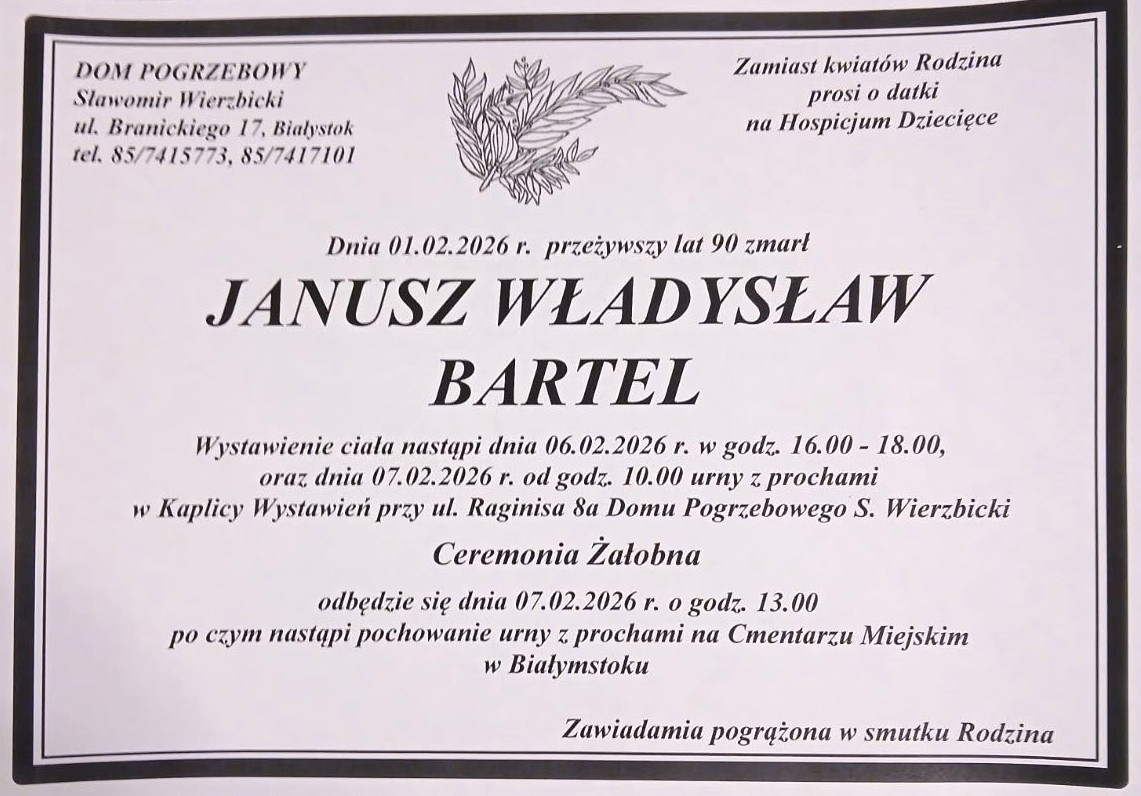 DOM POGRZEBOWY
Sławomir Wierzbicki
ul. Branickiego 17, Białystok
tel. 85/7415773, 85/7417101
Zamiast kwiatów Rodzina
prosi o datki
na Hospicjum Dziecięce
Dnia 01.02.2026 r. przeżywszy lat 90 zmarł
JANUSZ WŁADYSŁAW
BARTEL
Wystawienie ciała nastąpi dnia 06.02.2026 r. w godz. 16.00 - 18.00,
oraz dnia 07.02.2026 r. od godz. 10.00 urny z prochami
w Kaplicy Wystawień przy ul. Raginisa 8a Domu Pogrzebowego S. Wierzbicki
Ceremonia Żałobna
odbędzie się dnia 07.02.2026 r. o godz. 13.00
po czym nastąpi pochowanie urny z prochami na Cmentarzu Miejskim
w Białymstoku
Zawiadamia pogrążona w smutku Rodzina